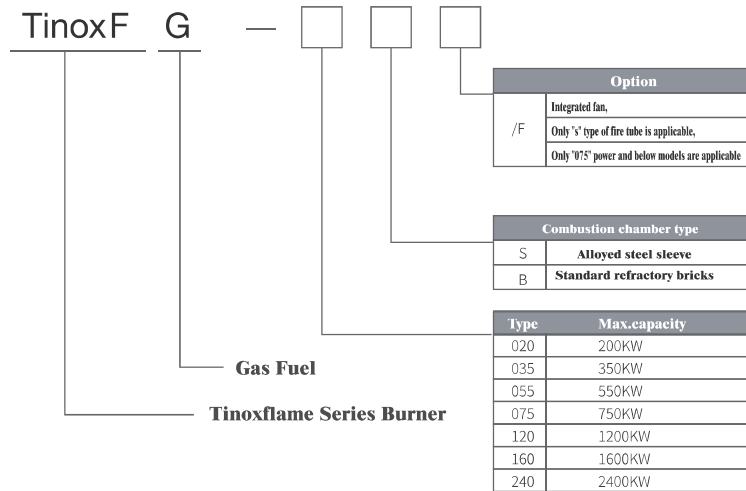 TinoxF G —
Option
/F
Integrated fan,
Only "s" type of fire tube is applicable,
Only "075" power and below models are applicable
Combustion chamber type
S Alloyed steel sleeve
B Standard refractory bricks
Type Max.capacity
020 200KW
035 350KW
055 550KW
075 750KW
120 1200KW
160 1600KW
240 2400KW
Gas Fuel
Tinoxflame Series Burner